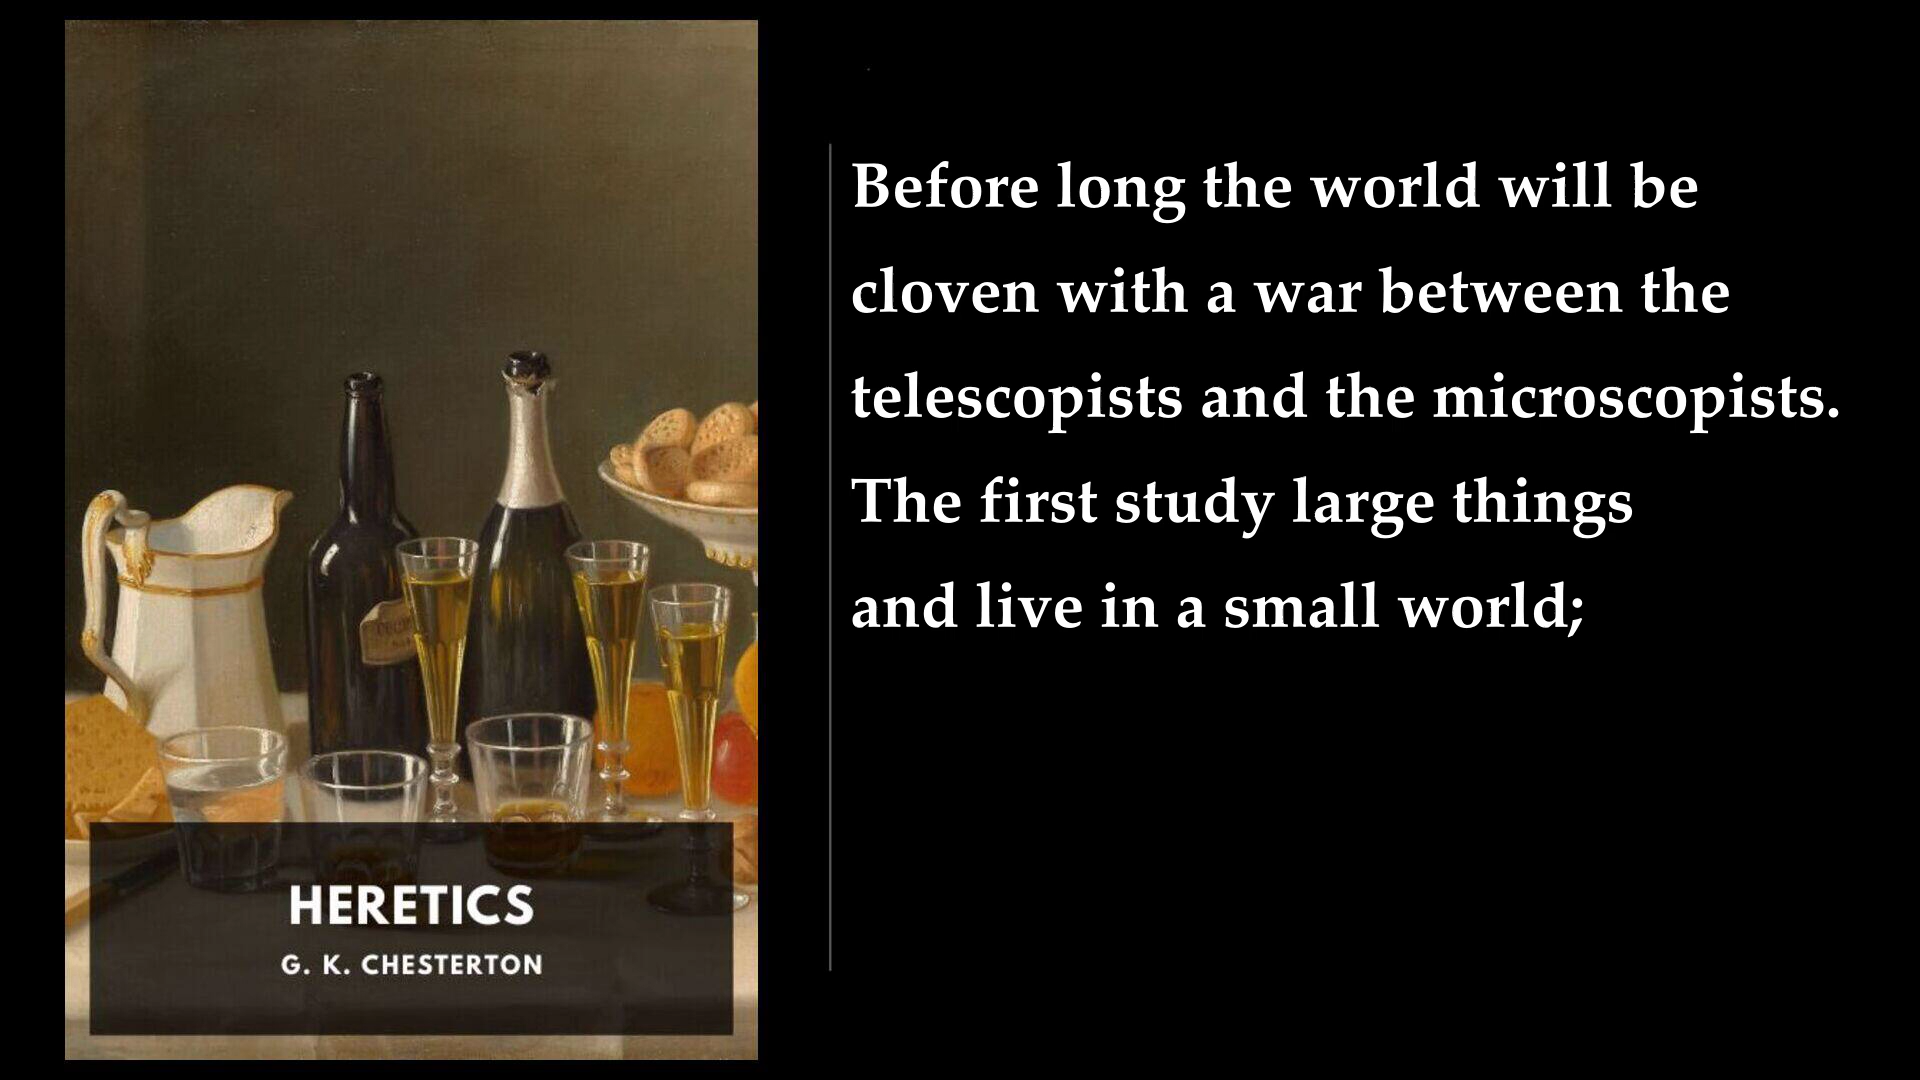 Before long the world will be
cloven with a war between the
telescopists and the microscopists.
The first study large things
and live in a small world;
HERETICS
G. K. CHESTERTON